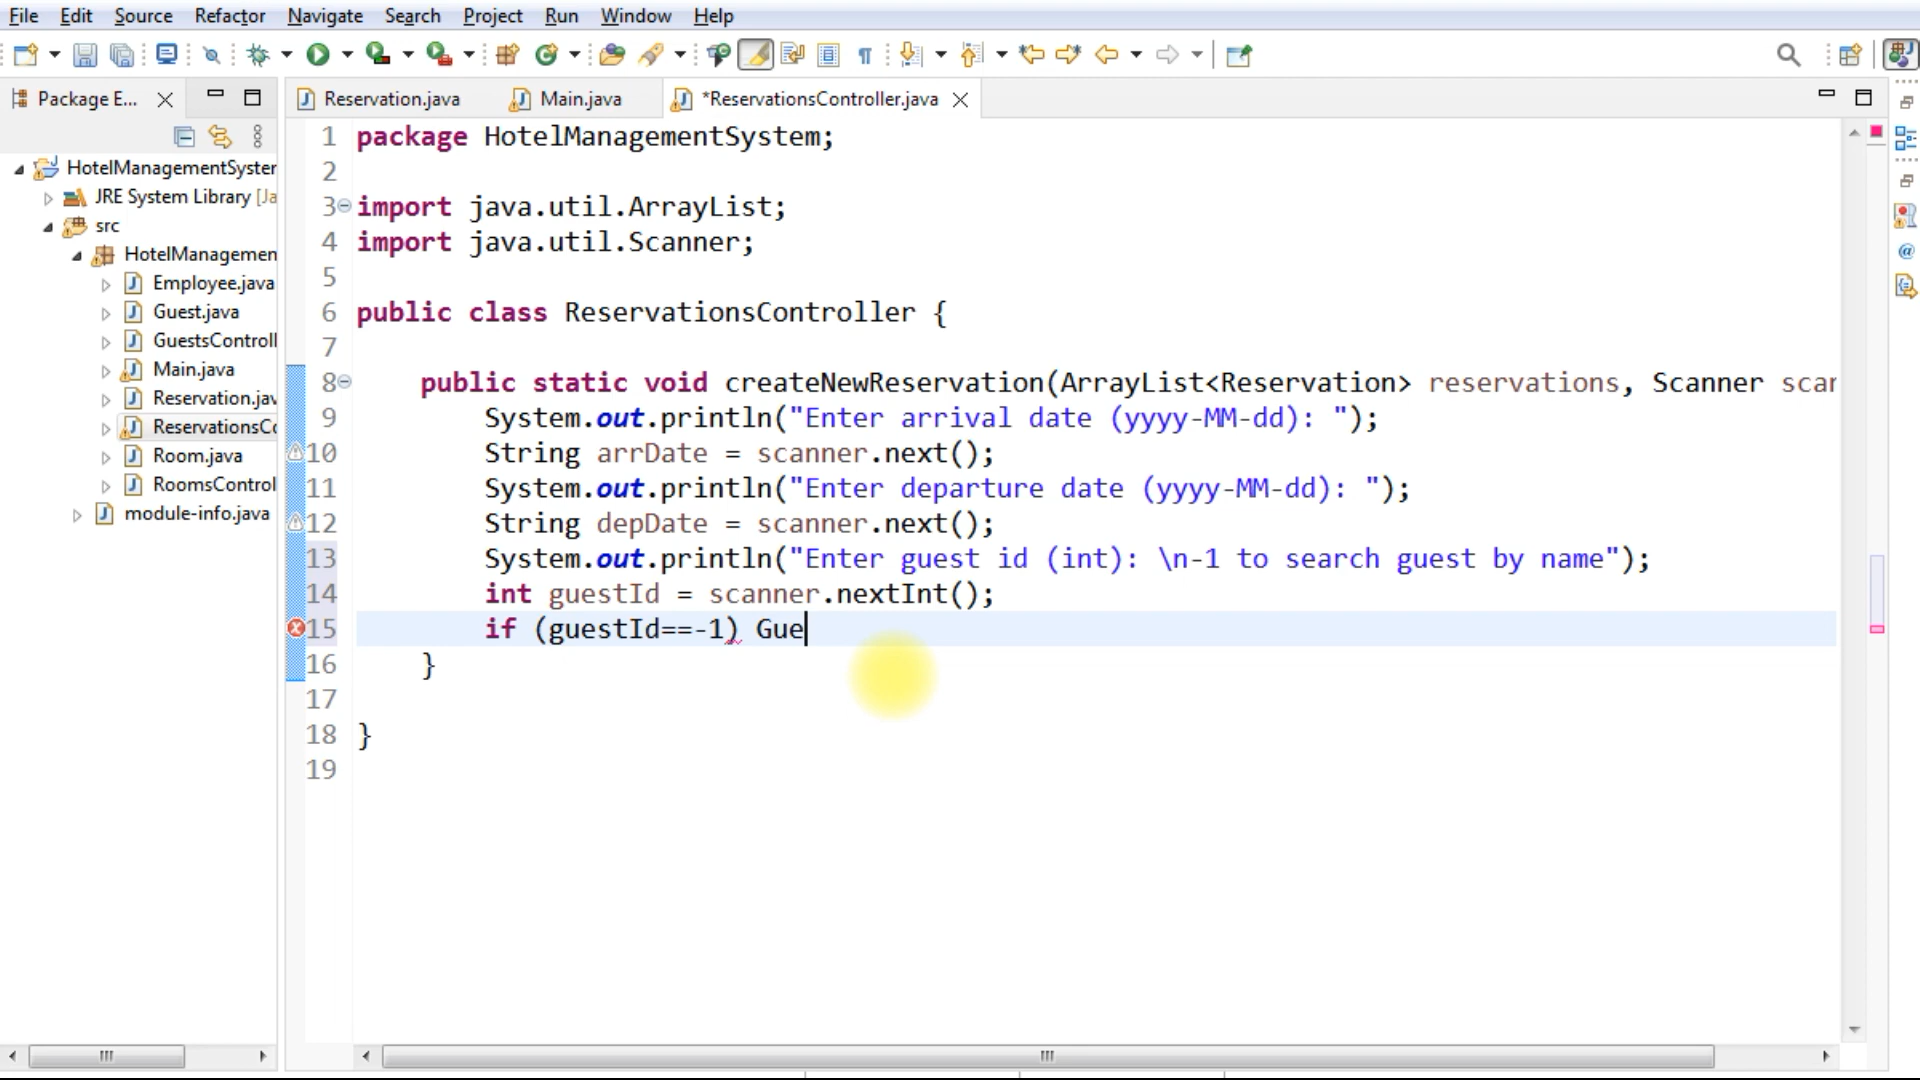 File Edit Source Refactor Navigate Search Project Run Window Help
Package E...
Reservation.java
Main.java
*ReservationsController.java
HotelManagementSyster
JRE System Library [Ja
src
HotelManagemen
Employee.java
Guest.java
GuestsControll
Main.java
Reservation.jav
ReservationsCo
Room.java
RoomsControl
module-info.java
1 package HotelManagementSystem;
2
3 import java.util.ArrayList;
4 import java.util.Scanner;
5
6 public class ReservationsController {
7
8 public static void createNewReservation(ArrayList<Reservation> reservations, Scanner scar
9 System.out.println("Enter arrival date (yyyy-MM-dd): ");
10 String arrDate = scanner.next();
11 System.out.println("Enter departure date (yyyy-MM-dd): ");
12 String depDate = scanner.next();
13 System.out.println("Enter guest id (int): \n-1 to search guest by name");
14 int guestId = scanner.nextInt();
15 if (guestId==-1) Gue
16 }
17
18 }
19